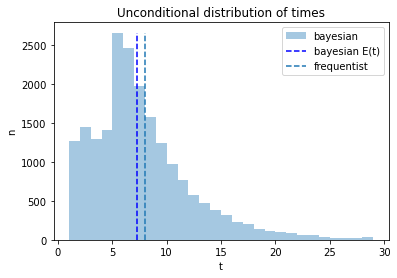 Unconditional distribution of times
bayesian
bayesian E(t)
frequentist
n
2500
2000
1500
1000
500
0
0 5 10 15 20 25 30
t